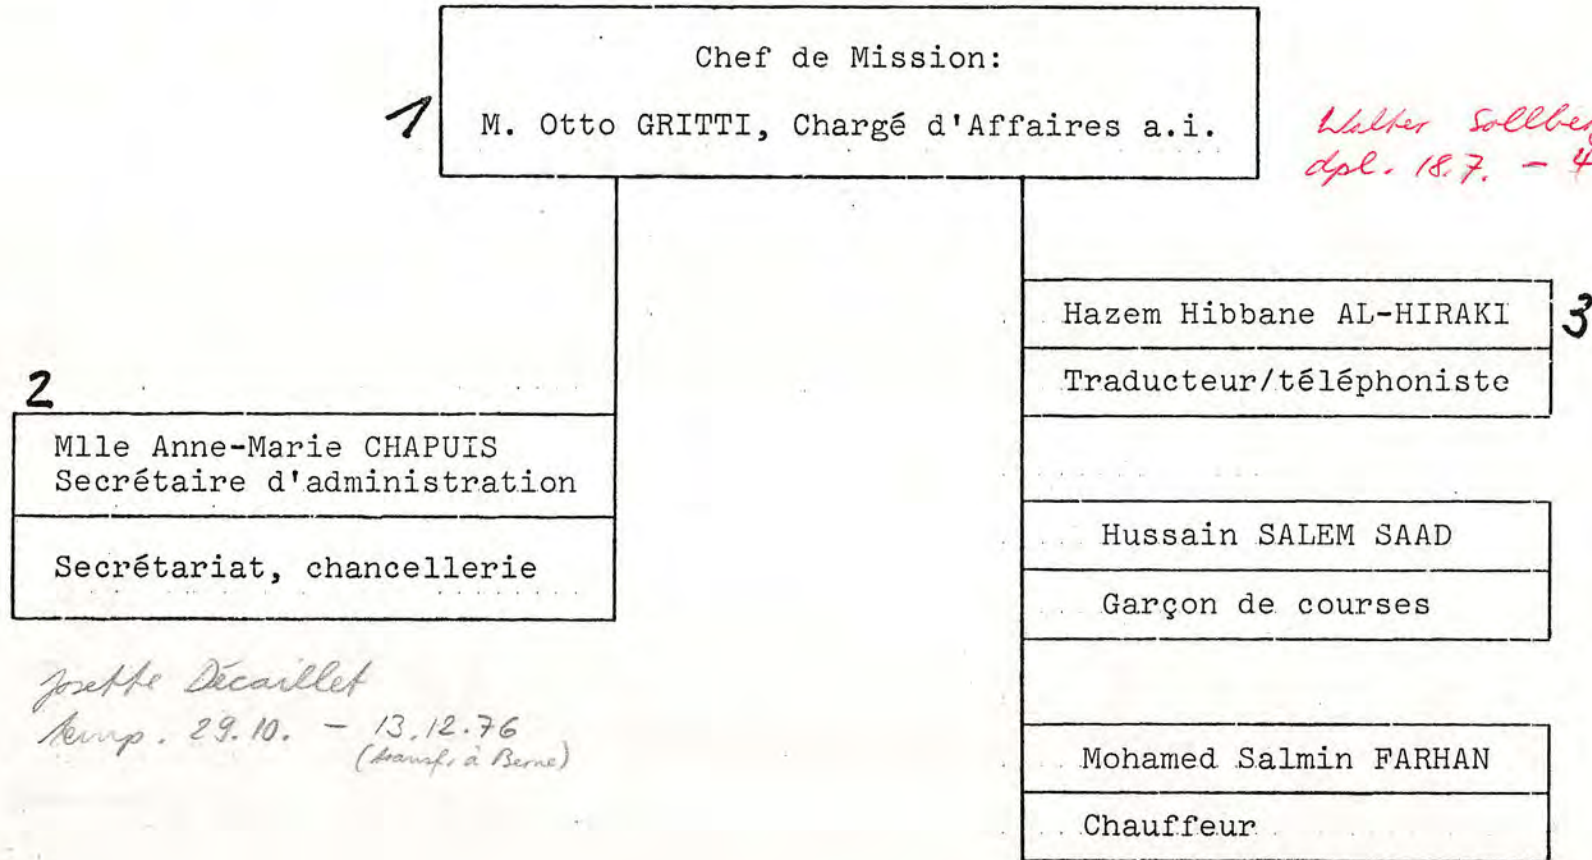 Chef de Mission:
1
M. Otto GRITTI, Chargé d'Affaires a.i.
Walter
dpl. 18.7. - 4
Hazem Hibbane AL-HIRAKI
3
Traducteur/téléphoniste
2
Mlle Anne-Marie CHAPUIS
Secrétaire d'administration
Secrétariat, chancellerie
Hussain SALEM SAAD
Garçon de courses
Josette Décaillet
temp. 29.10. - 13.12.76
(transf. à Berne)
Mohamed Salmin FARHAN
Chauffeur